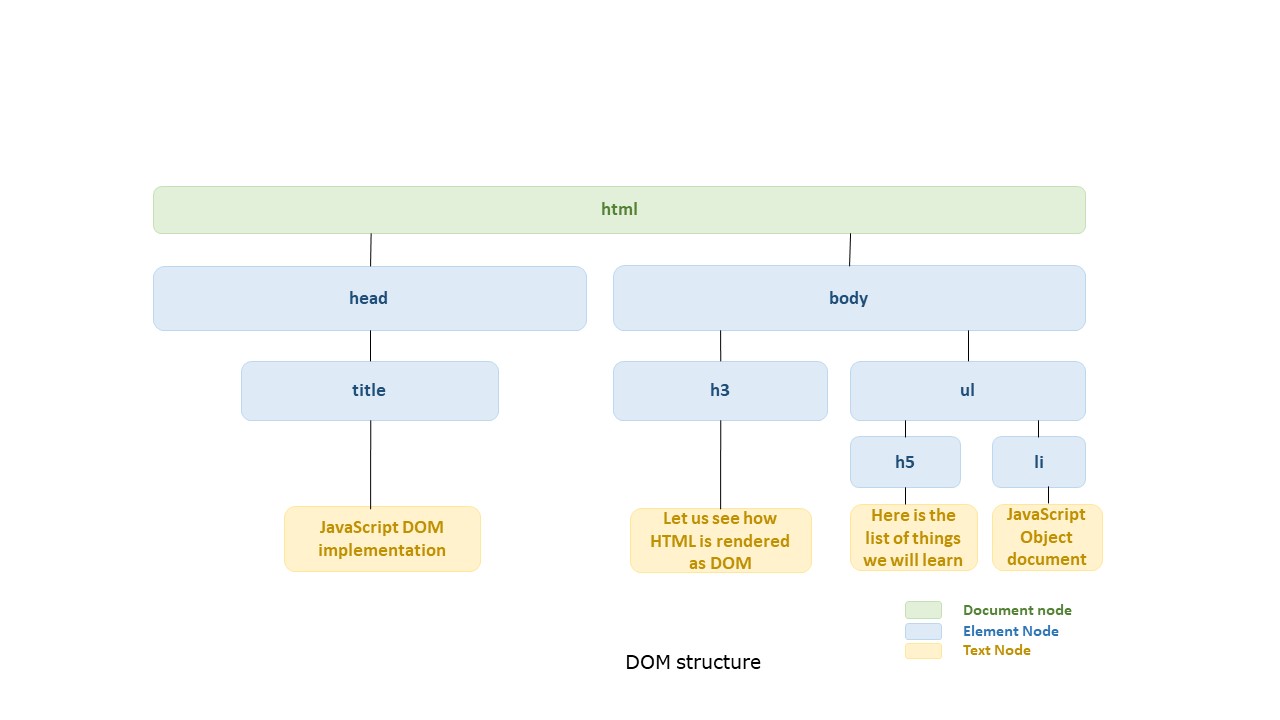 html
head
body
title
h3
ul
h5
li
JavaScript DOM
implementation
Let us see how
HTML is rendered
as DOM
Here is the
list of things
we will learn
JavaScript
Object
document
Document node
Element Node
Text Node
DOM structure